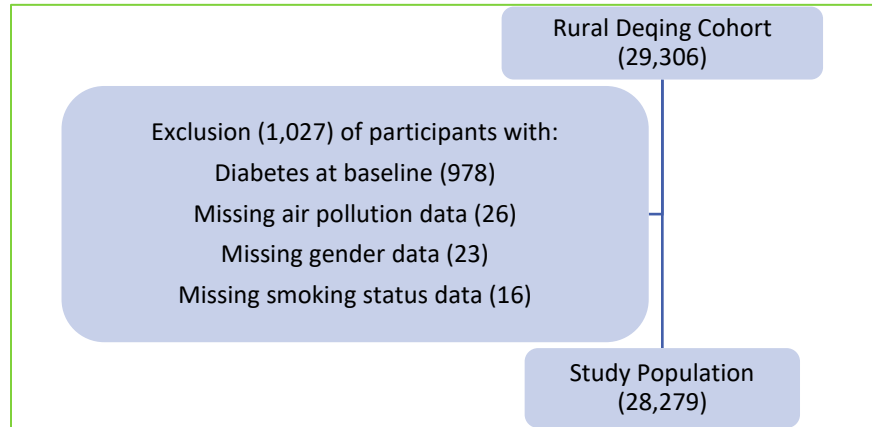 Rural Deqing Cohort
(29,306)
Exclusion (1,027) of participants with:
Diabetes at baseline (978)
Missing air pollution data (26)
Missing gender data (23)
Missing smoking status data (16)
Study Population
(28,279)